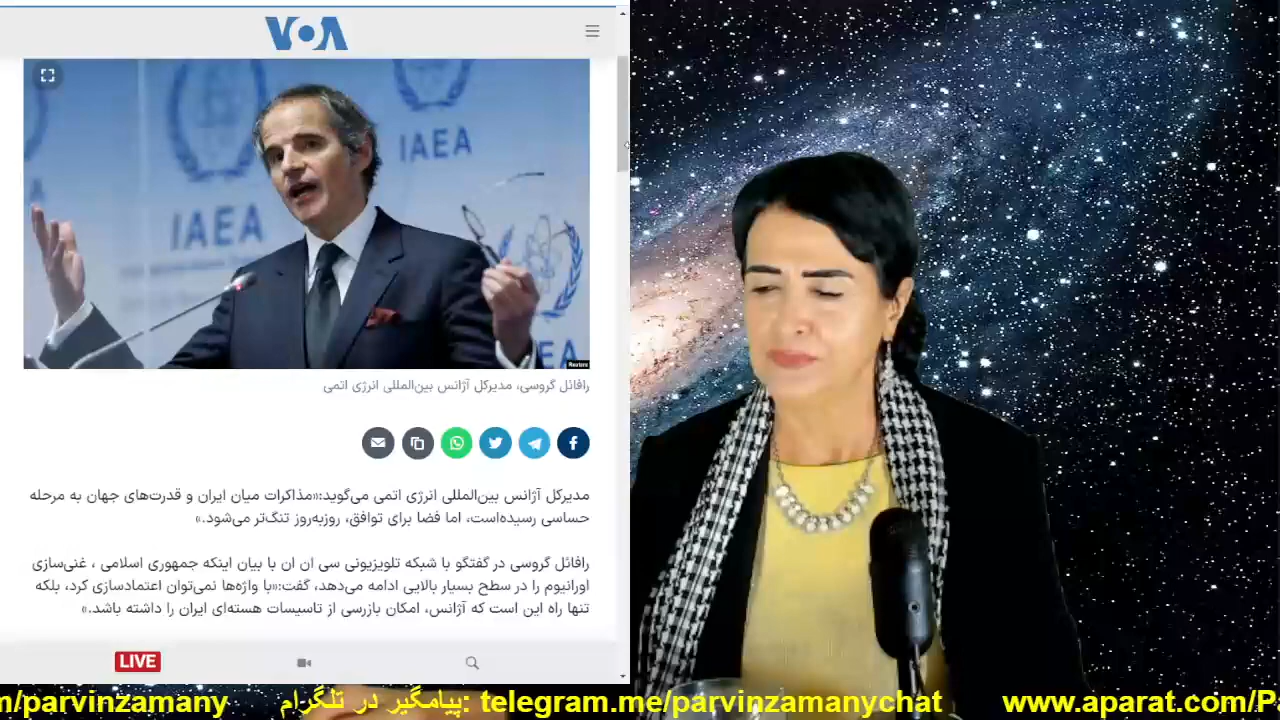 VOA
IAEA
IAEA
EA
Reuters
رافائل گروسی، مدیرکل آژانس بین‌المللی انرژی اتمی
مدیرکل آژانس بین‌المللی انرژی اتمی می‌گوید:«مذاکرات میان ایران و قدرت‌های جهان به مرحله
حساسی رسیده‌است، اما فضا برای توافق، روزبه‌روز تنگ‌تر می‌شود.»
رافائل گروسی در گفتگو با شبکه تلویزیونی سی ان ان با بیان اینکه جمهوری اسلامی ، غنی‌سازی
اورانیوم را در سطح بسیار بالایی ادامه می‌دهد، گفت:«با واژه‌ها نمی‌توان اعتمادسازی کرد، بلکه
تنها راه این است که آژانس، امکان بازرسی از تاسیسات هسته‌ای ایران را داشته باشد.»
LIVE
m/parvinzamany پیامگیر در تلگرام: telegram.me/parvinzamanychat www.aparat.com/Pa